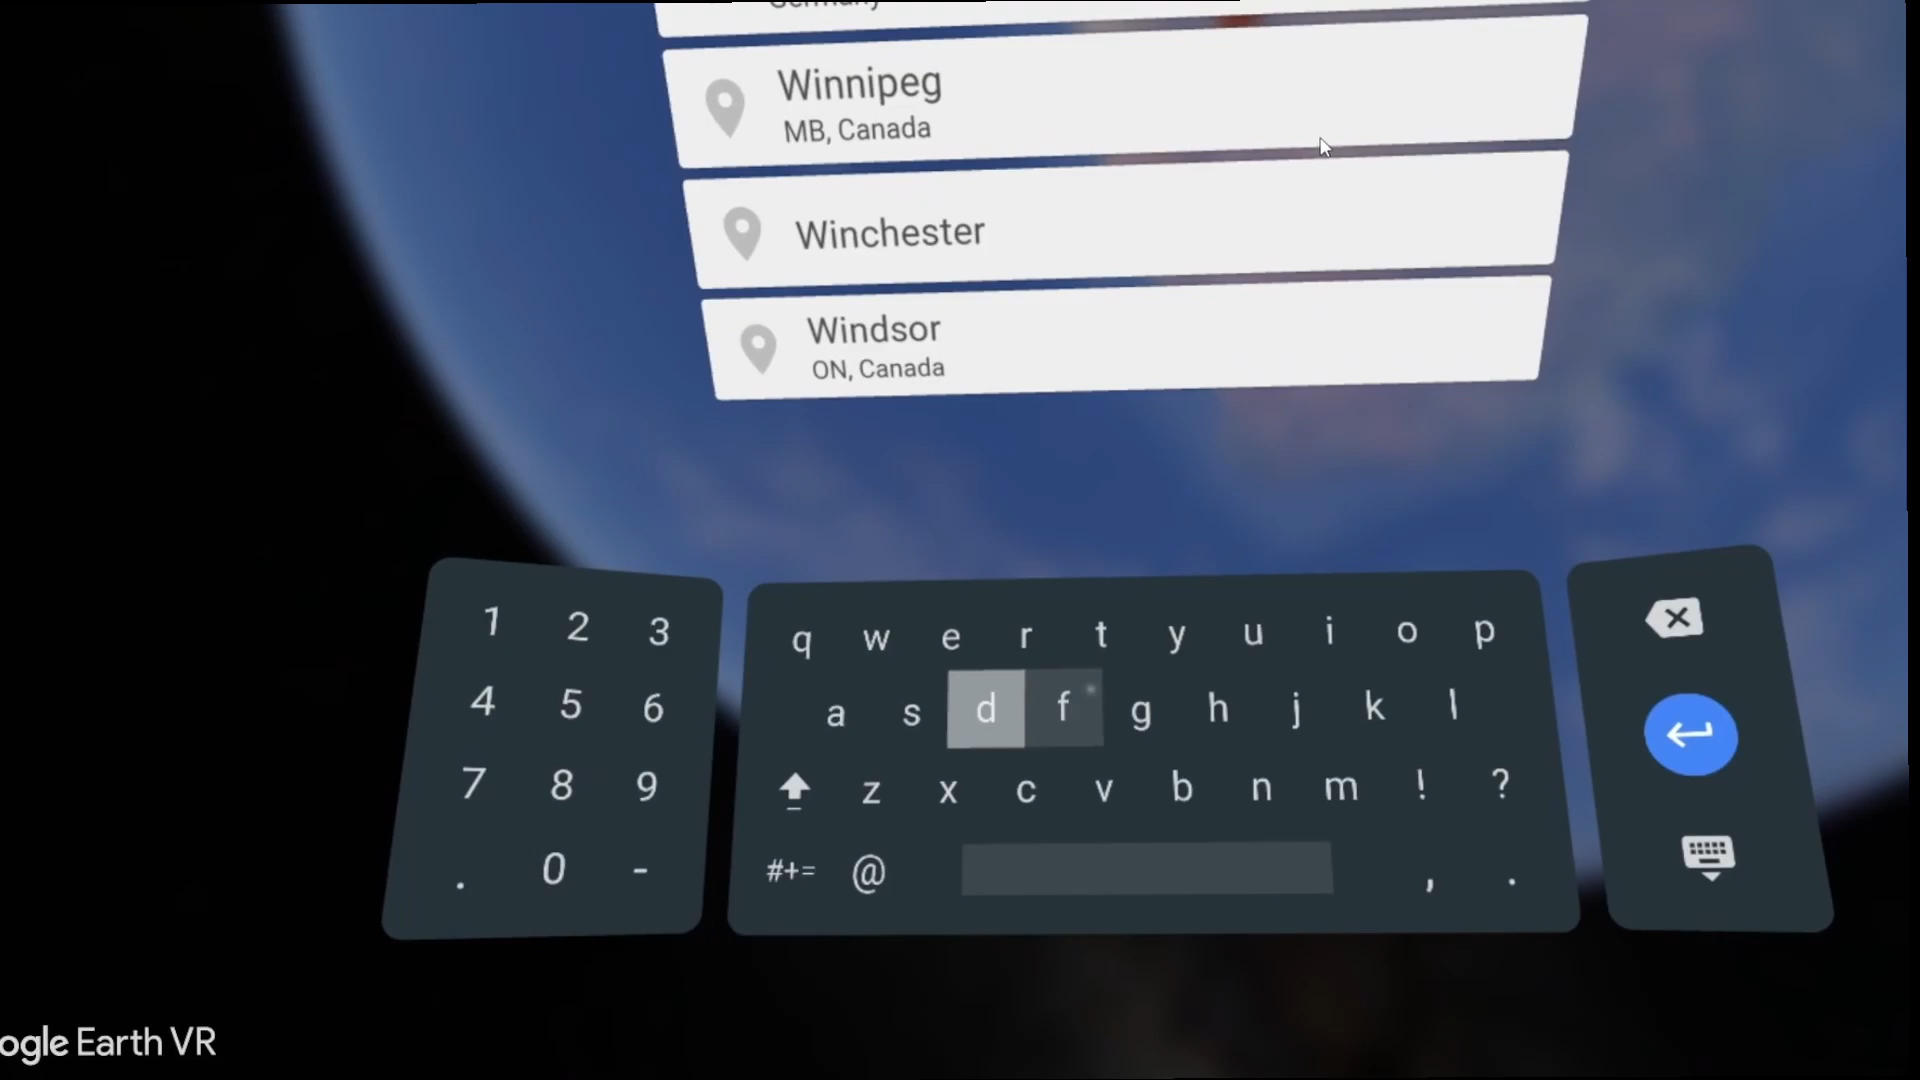 Germany
Winnipeg
MB, Canada
Winchester
Windsor
ON, Canada
1 2 3
4 5 6
7 8 9
. 0 -
q w e r t y u i o p
a s d f g h j k l
z x c v b n m ! ?
#+= @ , .
ogle Earth VR